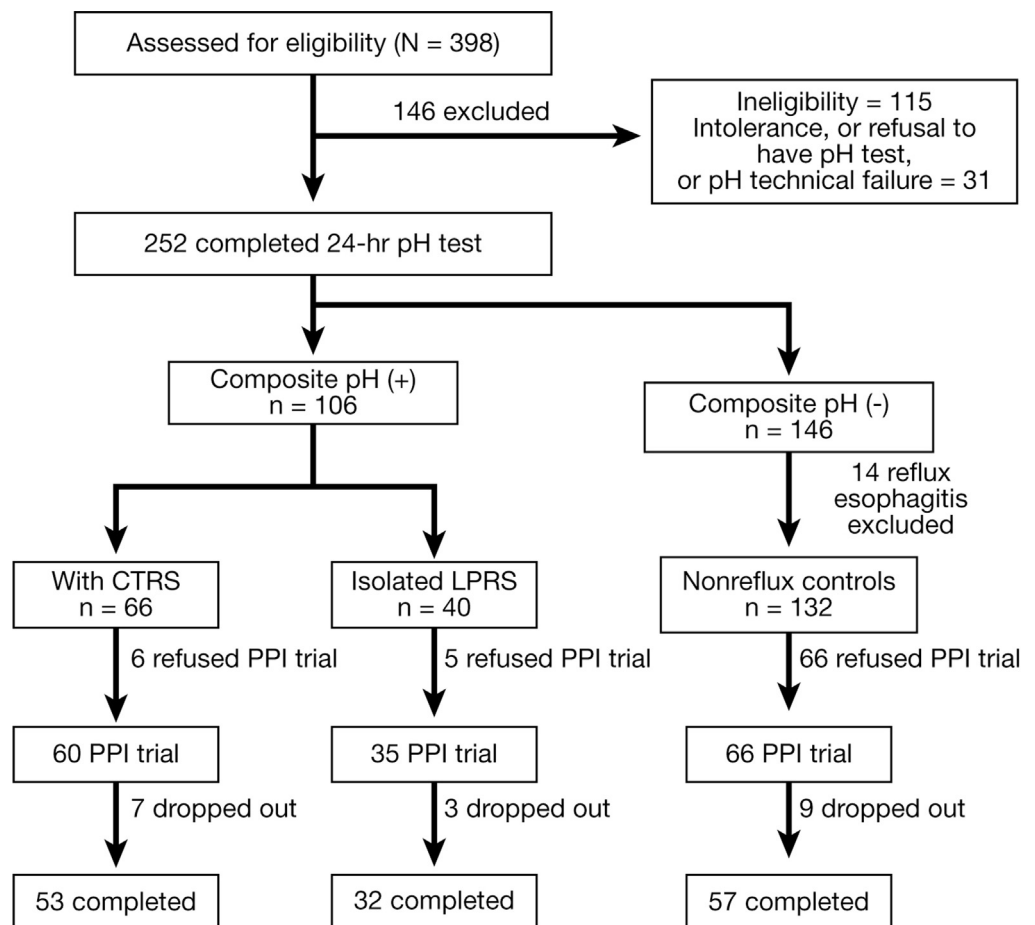 Assessed for eligibility (N = 398)
146 excluded
Ineligibility = 115
Intolerance, or refusal to
have pH test,
or pH technical failure = 31
252 completed 24-hr pH test
Composite pH (+)
n = 106
Composite pH (-)
n = 146
14 reflux
esophagitis
excluded
With CTRS
n = 66
Isolated LPRS
n = 40
Nonreflux controls
n = 132
6 refused PPI trial
5 refused PPI trial
66 refused PPI trial
60 PPI trial
35 PPI trial
66 PPI trial
7 dropped out
3 dropped out
9 dropped out
53 completed
32 completed
57 completed